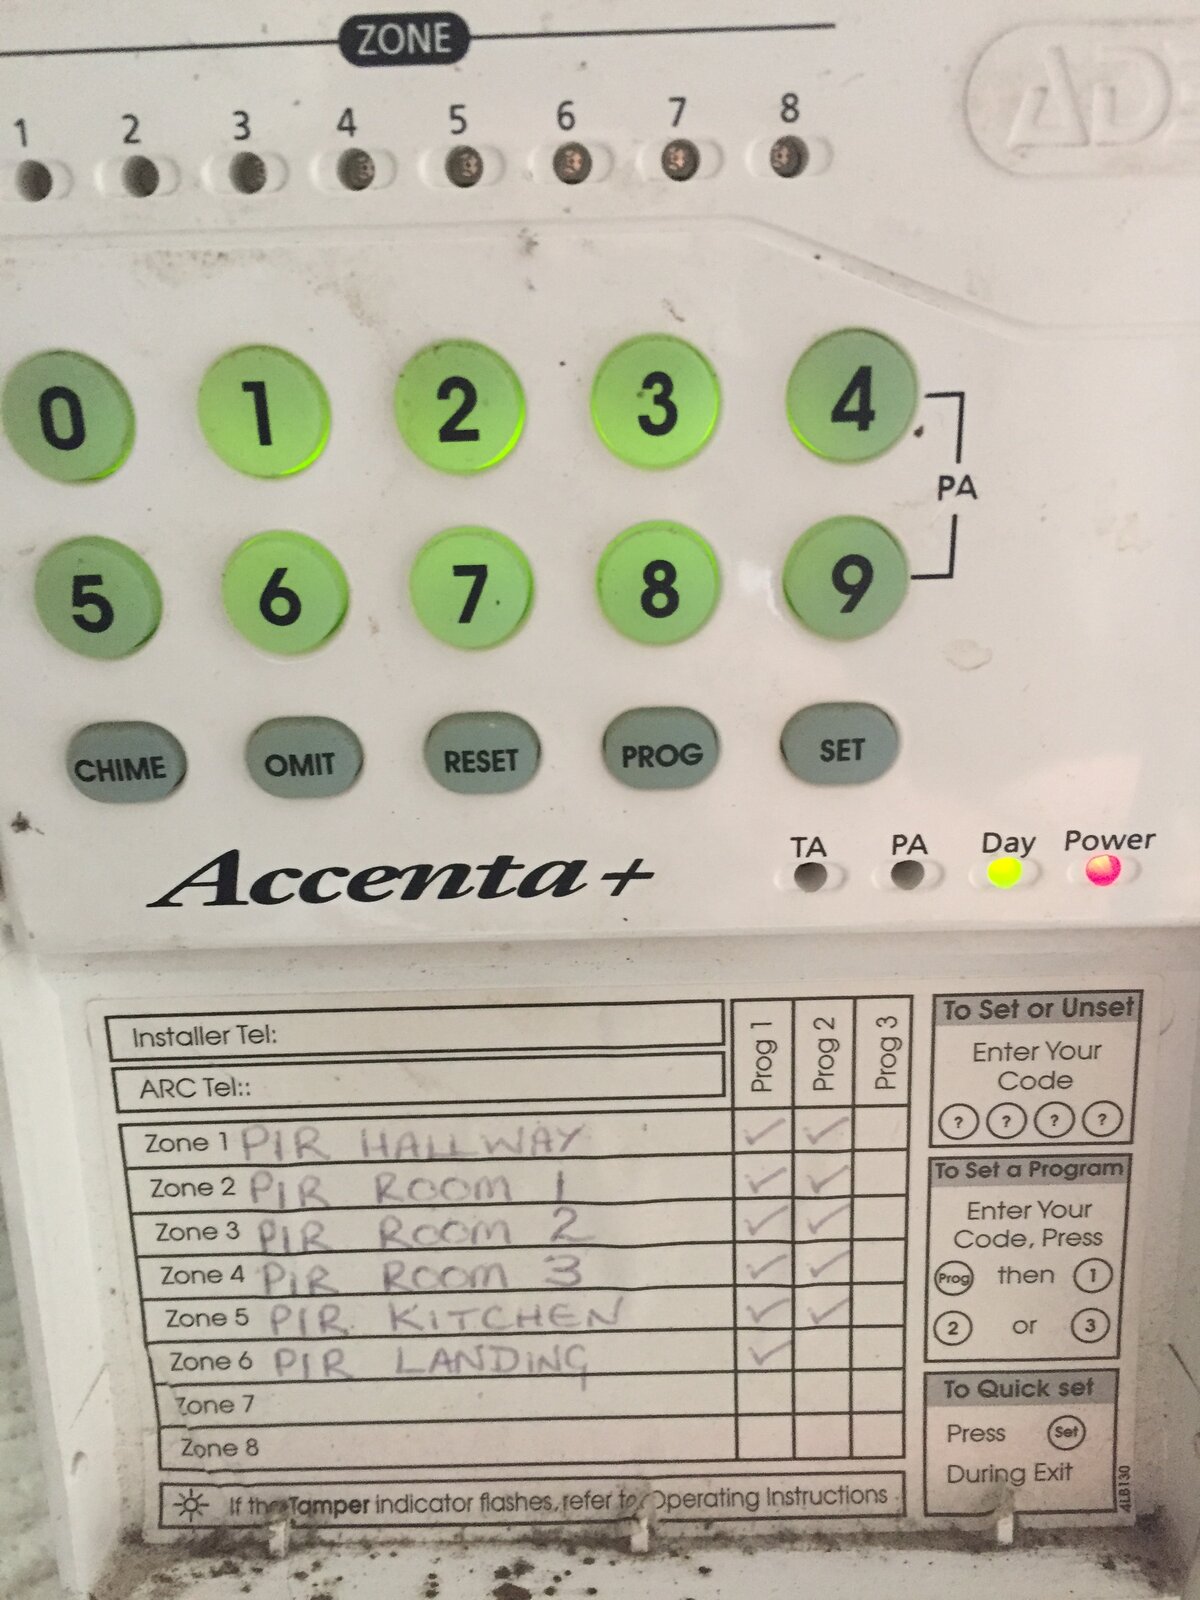 ZONE
1 2 3 4 5 6 7 8
0 1 2 3 4
PA
5 6 7 8 9
CHIME OMIT RESET PROG SET
TA PA Day Power
Accenta+
Installer Tel:
ARC Tel::
Prog 1 Prog 2 Prog 3
Zone 1 PIR HALLWAY ✓ ✓
Zone 2 PIR ROOM 1 ✓ ✓
Zone 3 PIR ROOM 2 ✓ ✓
Zone 4 PIR ROOM 3 ✓ ✓
Zone 5 PIR KITCHEN ✓ ✓
Zone 6 PIR LANDING ✓
Zone 7
Zone 8
If the Tamper indicator flashes, refer to Operating Instructions
To Set or Unset
Enter Your
Code
? ? ? ?
To Set a Program
Enter Your
Code, Press
Prog then 1
2 or 3
To Quick set
Press Set
During Exit
4LB130